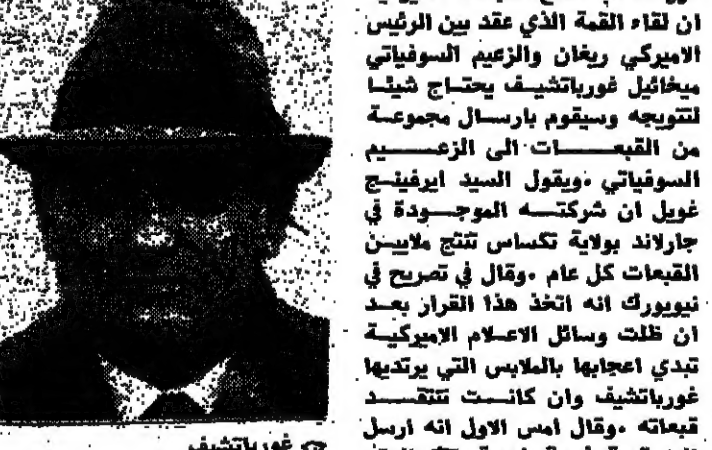 ان لقاء القمة الذي عقد بين الرئيس
الاميركي ريغان والزعيم السوفياتي
ميخائيل غورباتشيف يحتاج شيئا
لتتويجه وسيقوم بارسال مجموعة
من القبعات الى الزعيم
السوفياتي ،ويقول السيد ايرفينج
غويل ان شركته الموجودة في
جارلاند بولاية تكساس تنتج ملايين
القبعات كل عام ،وقال في تصريح في
نيويورك انه اتخذ هذا القرار بعد
ان ظلت وسائل الاعلام الاميركية
تبدي اعجابها بالملابس التي يرتديها
غورباتشيف وان كانت تنتقد
قبعاته ،وقال امس الاول انه ارسل
غورباتشيف